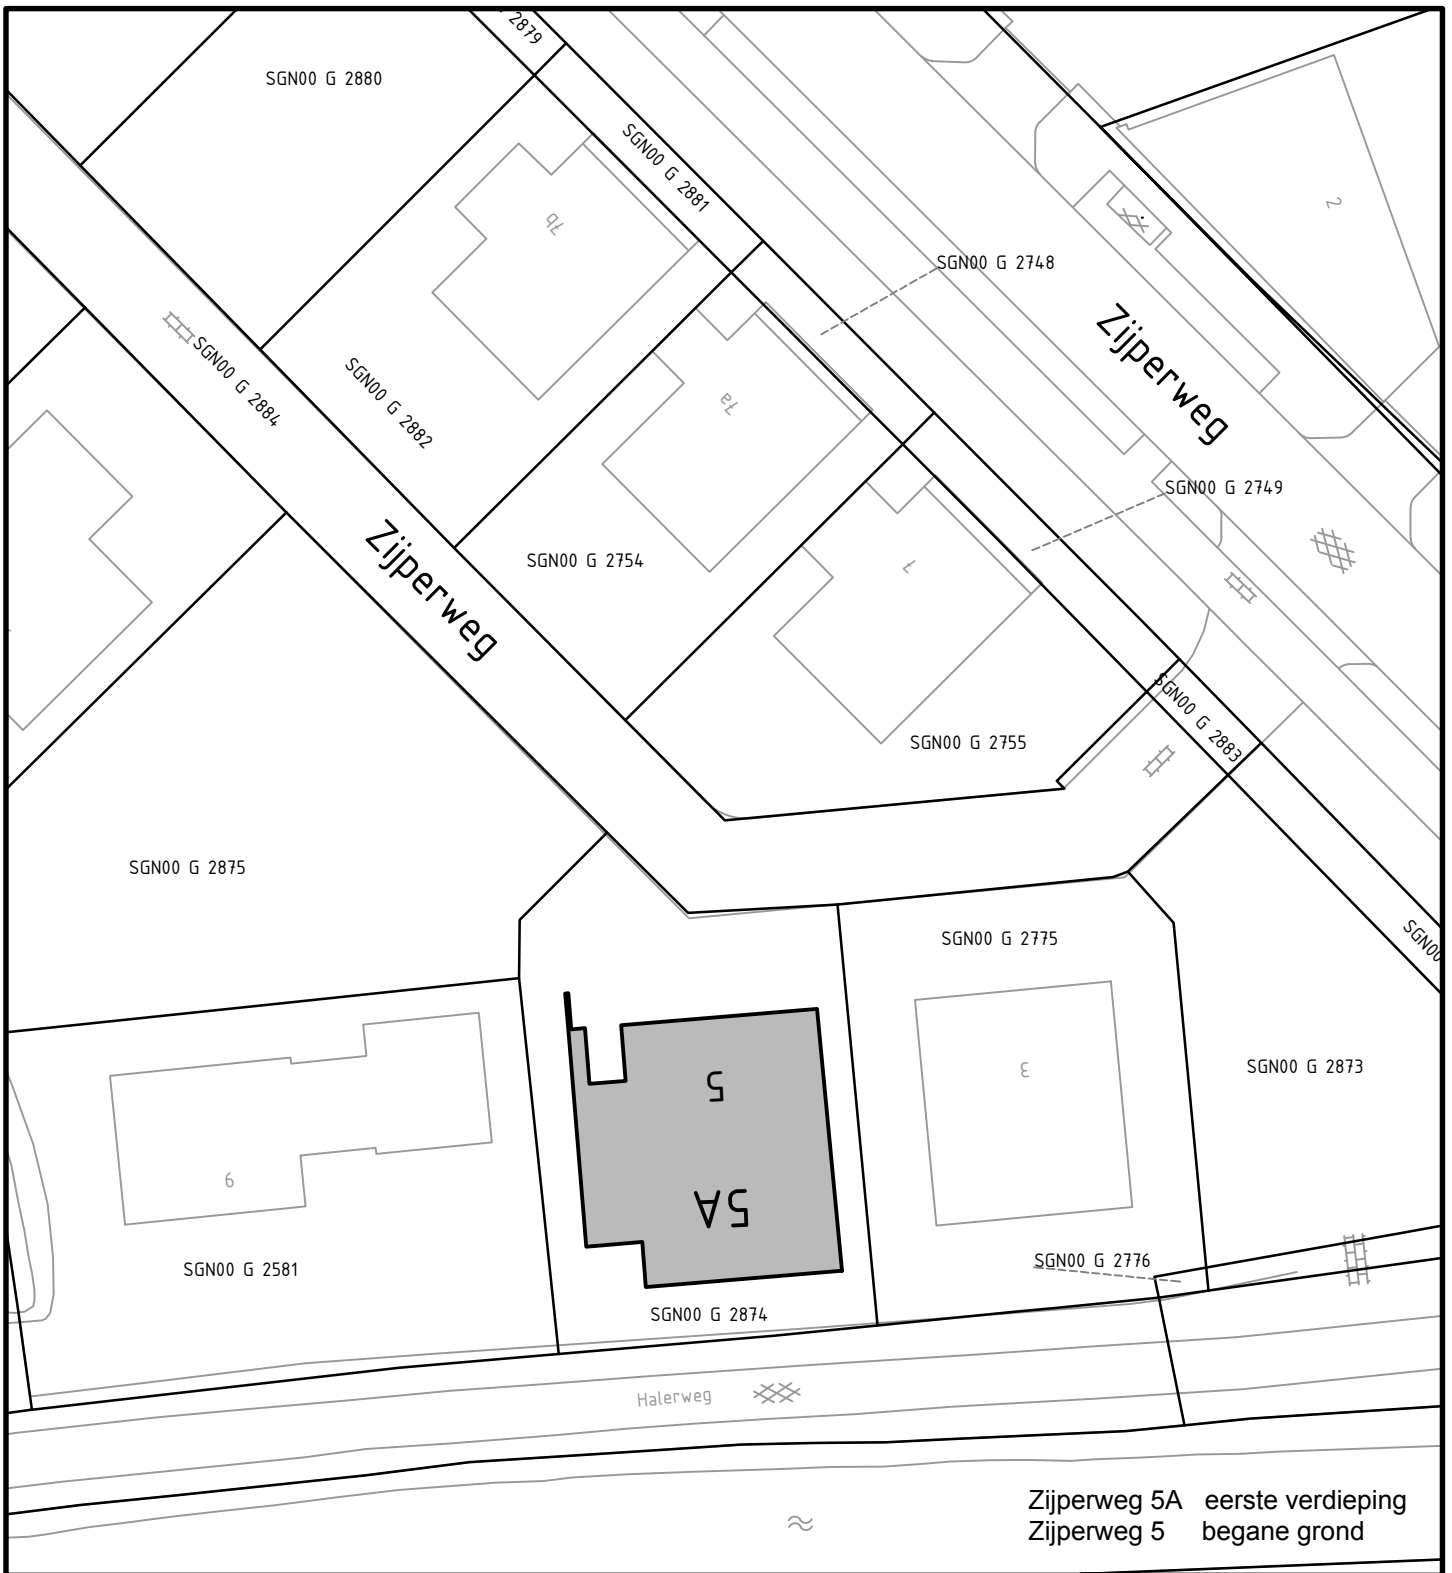 2879
SGN00 G 2880
SGN00 G 2881
7b
2
SGN00 G 2748
Zijperweg
SGN00 G 2884
SGN00 G 2882
7a
SGN00 G 2749
Zijperweg
SGN00 G 2754
7
SGN00 G 2883
SGN00 G 2755
SGN00 G 2875
SGN00 G 2775
SGN00
5
3
SGN00 G 2873
9
5A
SGN00 G 2581
SGN00 G 2776
SGN00 G 2874
Halerweg
Zijperweg 5A eerste verdieping
Zijperweg 5 begane grond